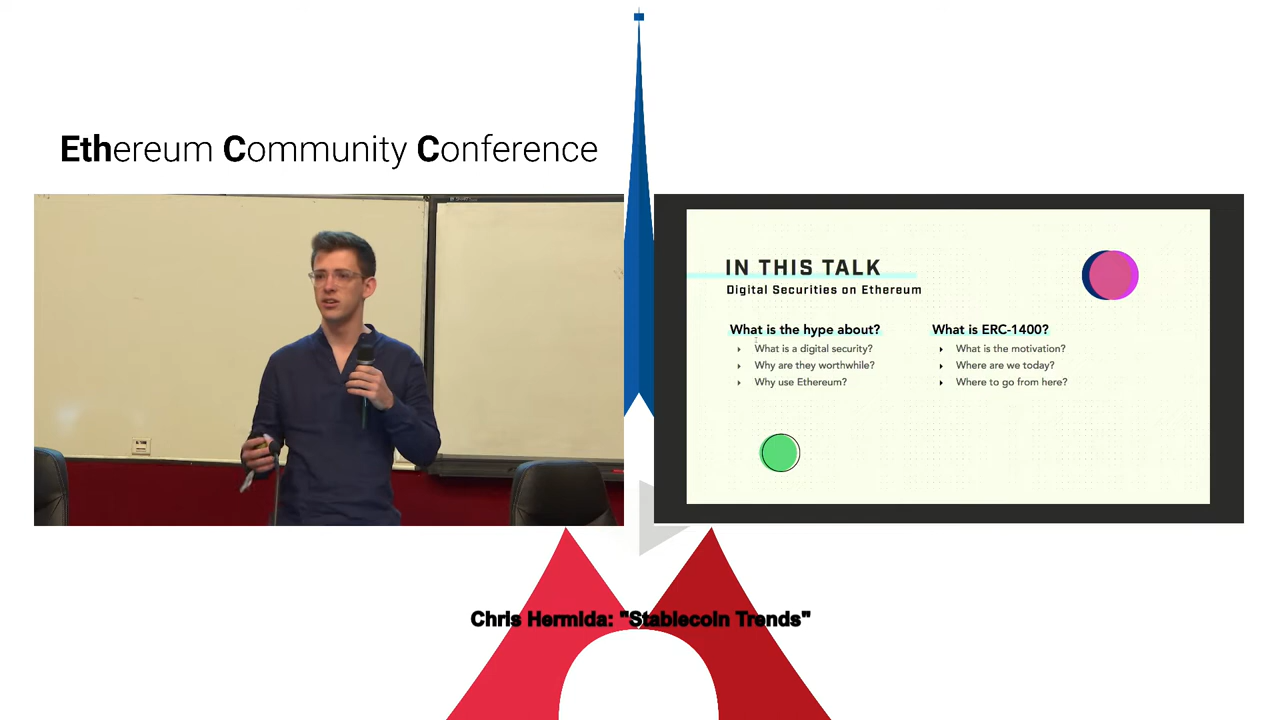 Ethereum Community Conference
IN THIS TALK
Digital Securities on Ethereum
What is the hype about?
What is a digital security?
Why are they worthwhile?
Why use Ethereum?
What is ERC-1400?
What is the motivation?
Where are we today?
Where to go from here?
Chris Hermida: "Stablecoin Trends"